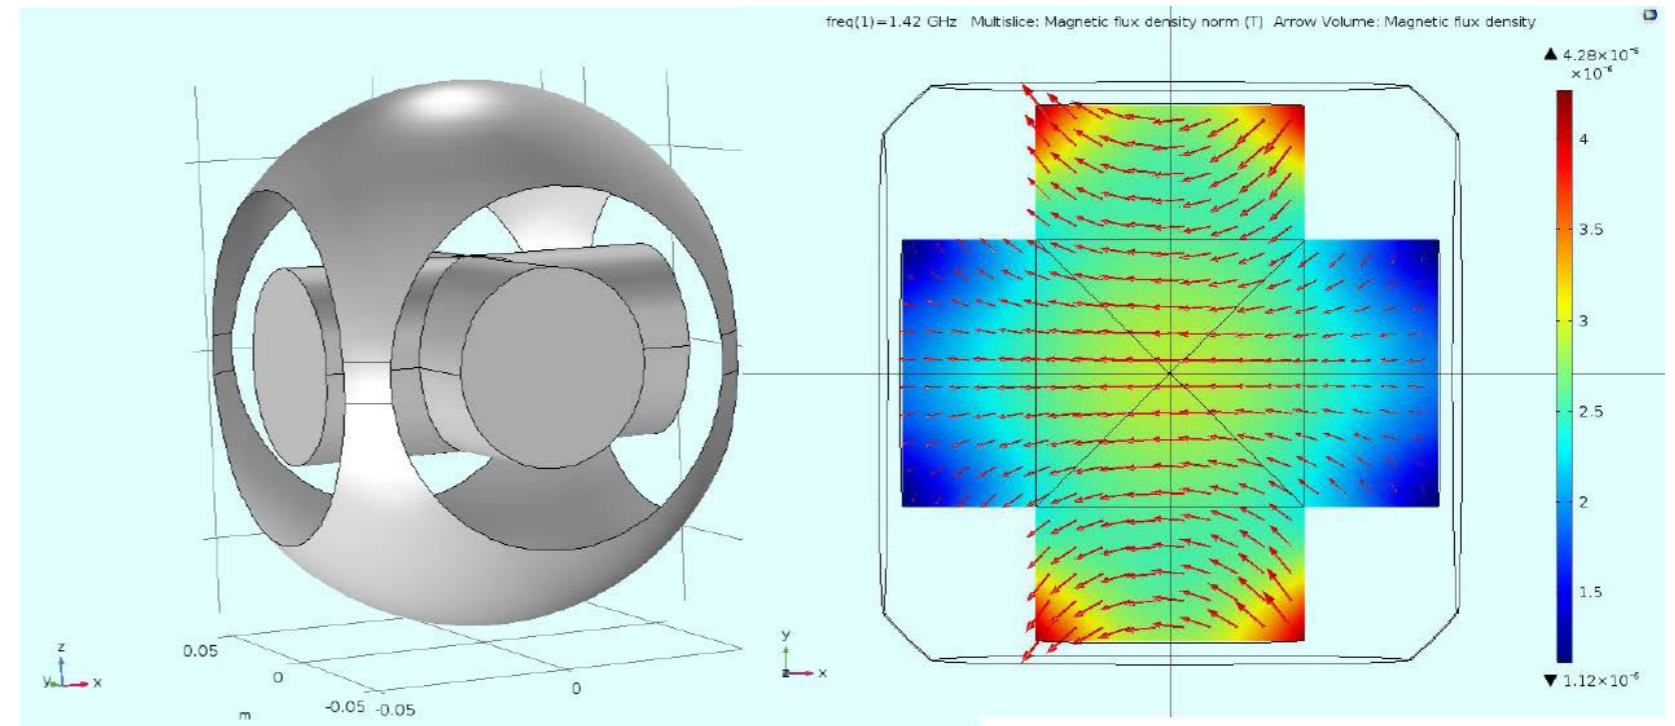 freq(1)=1.42 GHz Multislice: Magnetic flux density norm (T) Arrow Volume: Magnetic flux density
▲ 4.28×10⁻⁶
×10⁻⁶
4
3.5
3
2.5
2
1.5
▼ 1.12×10⁻⁶
0.05
0
-0.05
-0.05
0
m
z
y
x
y
z
x